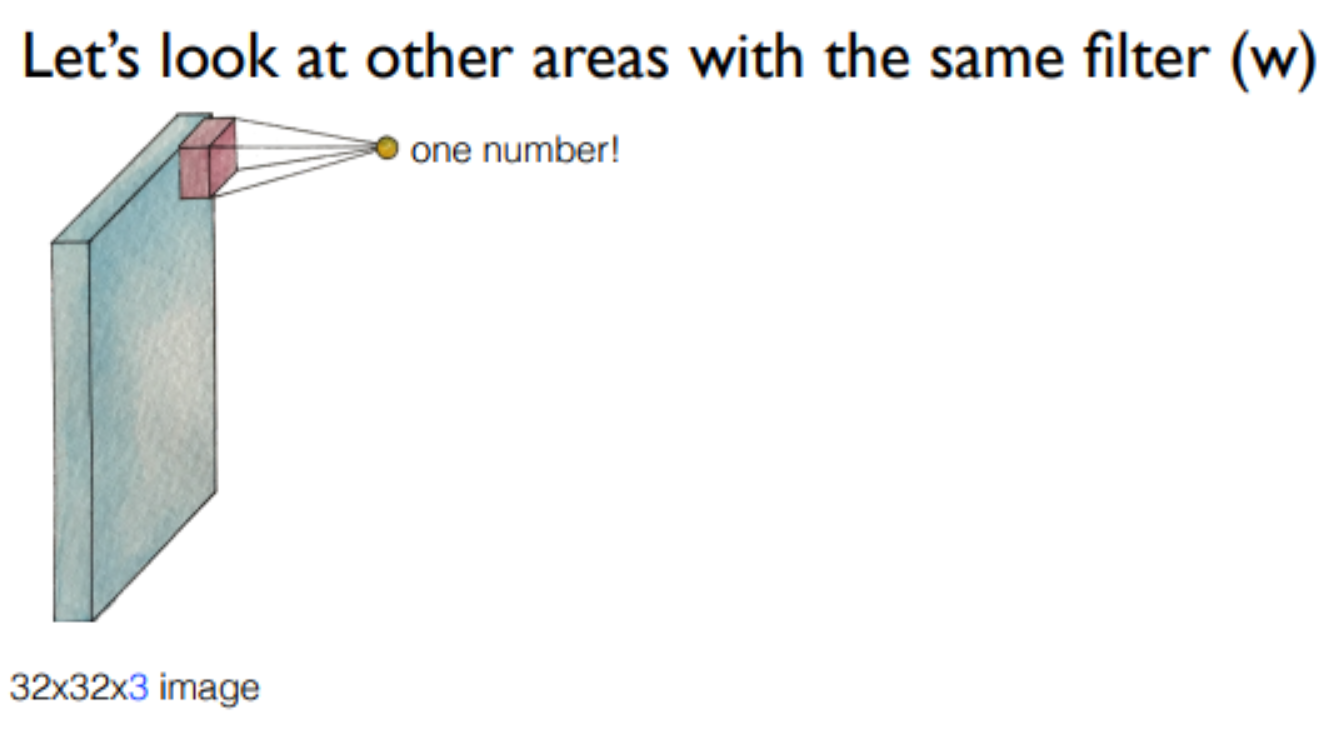 Let’s look at other areas with the same filter (w)
one number!
32x32x3 image